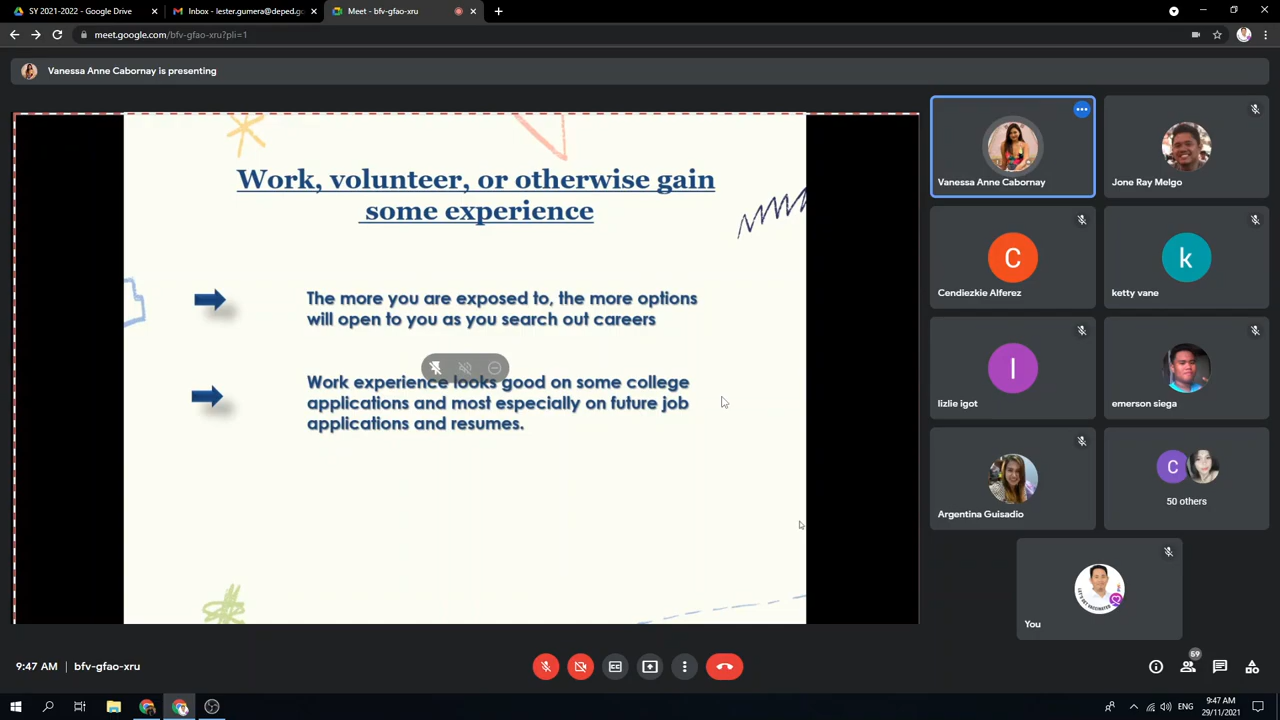 SY 2021-2022 - Google Drive
Inbox - lester.gumera@deped.go
Meet - bfv-gfao-xru
meet.google.com/bfv-gfao-xru?pli=1
Vanessa Anne Cabornay is presenting
Work, volunteer, or otherwise gain
some experience
The more you are exposed to, the more options
will open to you as you search out careers
Work experience looks good on some college
applications and most especially on future job
applications and resumes.
Vanessa Anne Cabornay
Jone Ray Melgo
C
Cendiezkie Alferez
k
ketty vane
l
lizlie igot
emerson siega
Argentina Guisadio
C
50 others
You
9:47 AM | bfv-gfao-xru
59
ENG
9:47 AM
29/11/2021